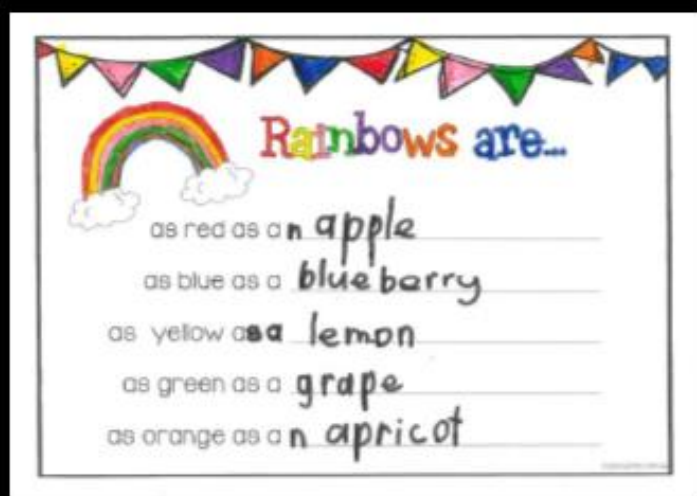 Rainbows are...
as red as an apple
as blue as a blueberry
as yellow as a lemon
as green as a grape
as orange as an apricot